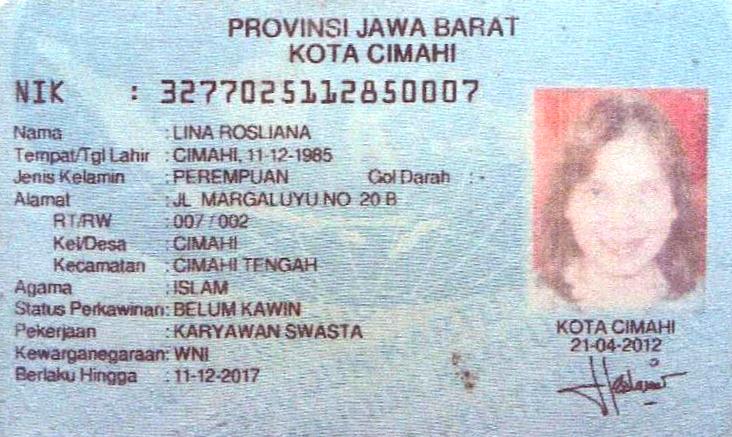 PROVINSI JAWA BARAT
KOTA CIMAHI
NIK : 3277025112850007
Nama : LINA ROSLIANA
Tempat/Tgl Lahir : CIMAHI, 11-12-1985
Jenis Kelamin : PEREMPUAN Gol Darah : -
Alamat : JL MARGALUYU NO 20 B
RT/RW : 007 / 002
Kel/Desa : CIMAHI
Kecamatan : CIMAHI TENGAH
Agama : ISLAM
Status Perkawinan: BELUM KAWIN
Pekerjaan : KARYAWAN SWASTA
Kewarganegaraan: WNI
Berlaku Hingga : 11-12-2017
KOTA CIMAHI
21-04-2012